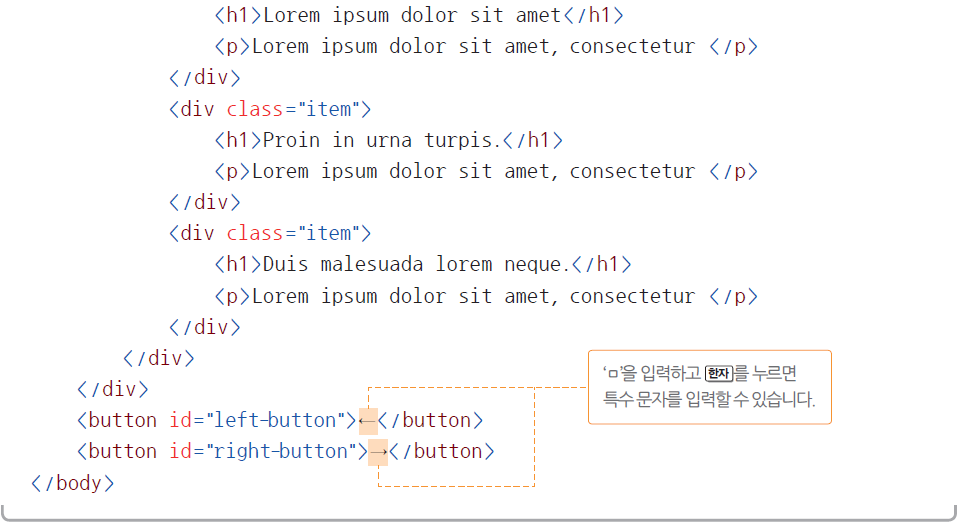 <h1>Lorem ipsum dolor sit amet</h1>
<p>Lorem ipsum dolor sit amet, consectetur </p>
</div>
<div class="item">
<h1>Proin in urna turpis.</h1>
<p>Lorem ipsum dolor sit amet, consectetur </p>
</div>
<div class="item">
<h1>Duis malesuada lorem neque.</h1>
<p>Lorem ipsum dolor sit amet, consectetur </p>
</div>
</div>
</div>
<button id="left-button">←</button>
<button id="right-button">→</button>
</body>
‘ㅁ’을 입력하고 한자를 누르면
특수 문자를 입력할 수 있습니다.